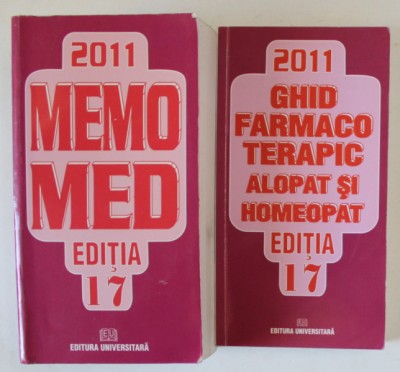 2011
MEMO
MED
EDIȚIA
17
EDITURA UNIVERSITARĂ
2011
GHID
FARMACO
TERAPIC
ALOPAT ȘI
HOMEOPAT
EDIȚIA
17
EDITURA UNIVERSITARĂ